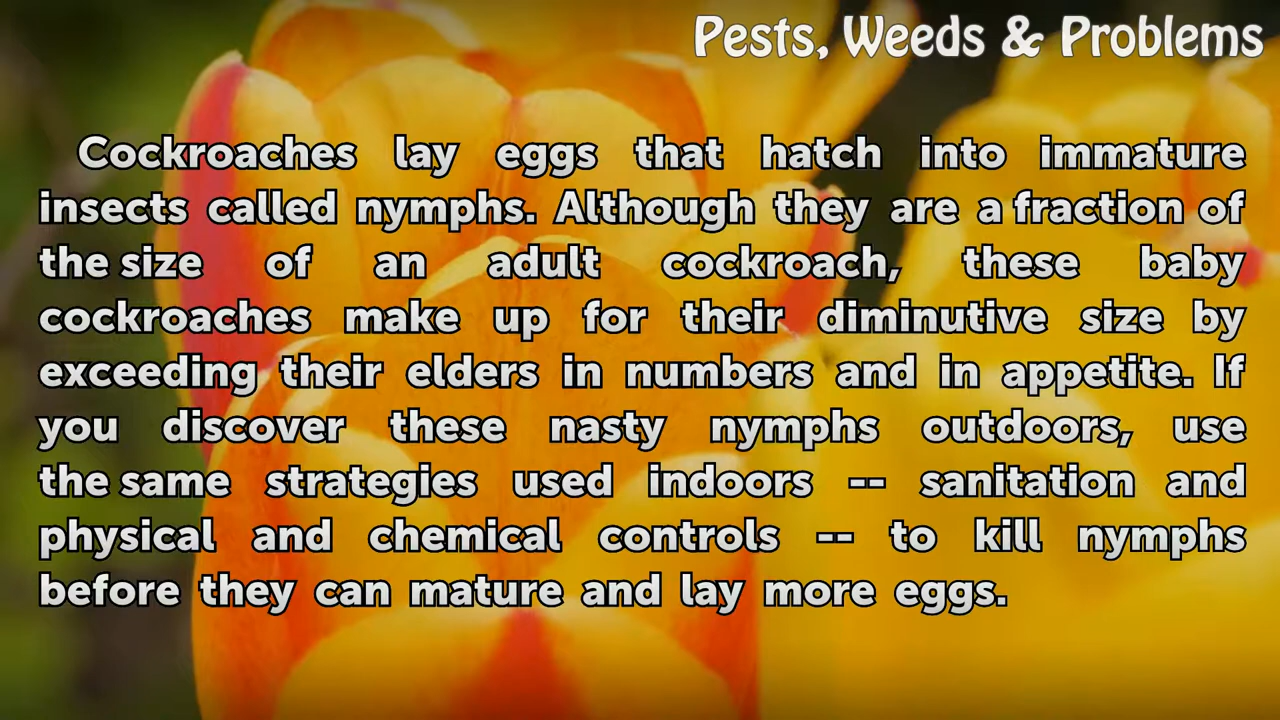 Pests, Weeds & Problems
Cockroaches lay eggs that hatch into immature
insects called nymphs. Although they are a fraction of
the size of an adult cockroach, these baby
cockroaches make up for their diminutive size by
exceeding their elders in numbers and in appetite. If
you discover these nasty nymphs outdoors, use
the same strategies used indoors -- sanitation and
physical and chemical controls -- to kill nymphs
before they can mature and lay more eggs.